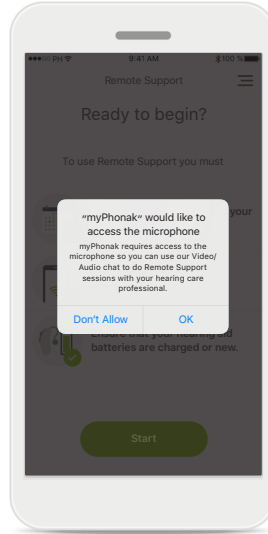 PH 9:41 AM 100 %
Remote Support
Ready to begin?
To use Remote Support you must
your
"myPhonak" would like to
access the microphone
myPhonak requires access to the
microphone so you can use our Video/
Audio chat to do Remote Support
sessions with your hearing care
professional.
Don't Allow OK
Ensure that your hearing aid
batteries are charged or new.
Start